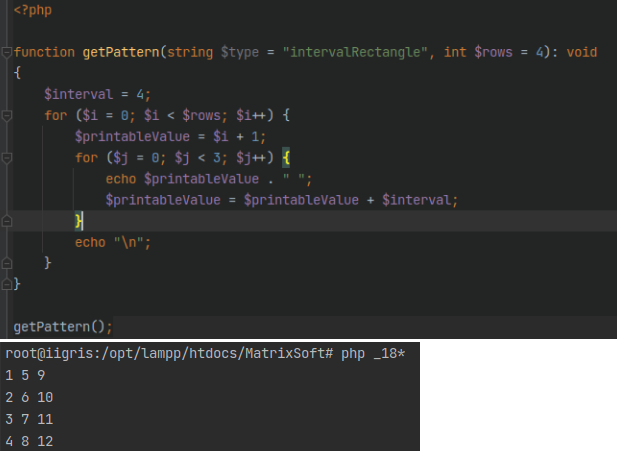 <?php
function getPattern(string $type = "intervalRectangle", int $rows = 4): void
{
$interval = 4;
for ($i = 0; $i < $rows; $i++) {
$printableValue = $i + 1;
for ($j = 0; $j < 3; $j++) {
echo $printableValue . " ";
$printableValue = $printableValue + $interval;
}
echo "\n";
}
}
getPattern();
root@iigris:/opt/lampp/htdocs/MatrixSoft# php _18*
1 5 9
2 6 10
3 7 11
4 8 12